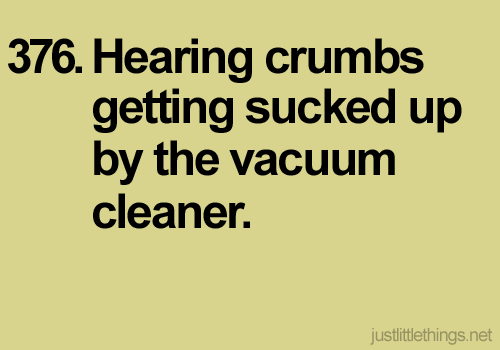 376. Hearing crumbs
getting sucked up
by the vacuum
cleaner.
justlittlethings.net